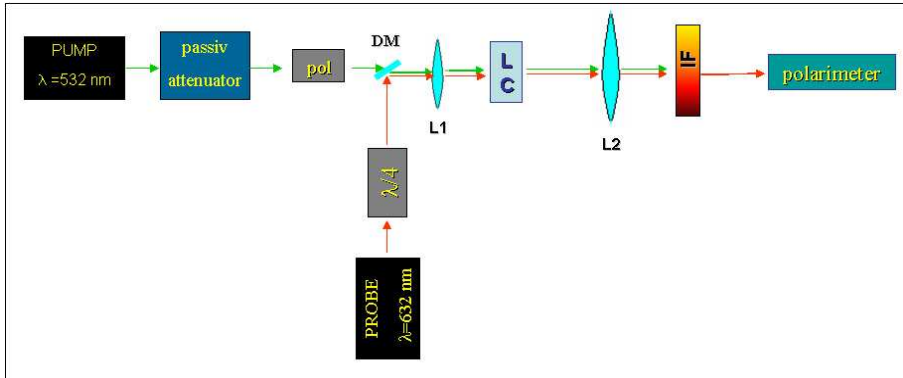 PUMP
λ =532 nm
passiv
attenuator
pol
DM
L1
L
C
L2
IF
polarimeter
λ/4
PROBE
λ=632 nm